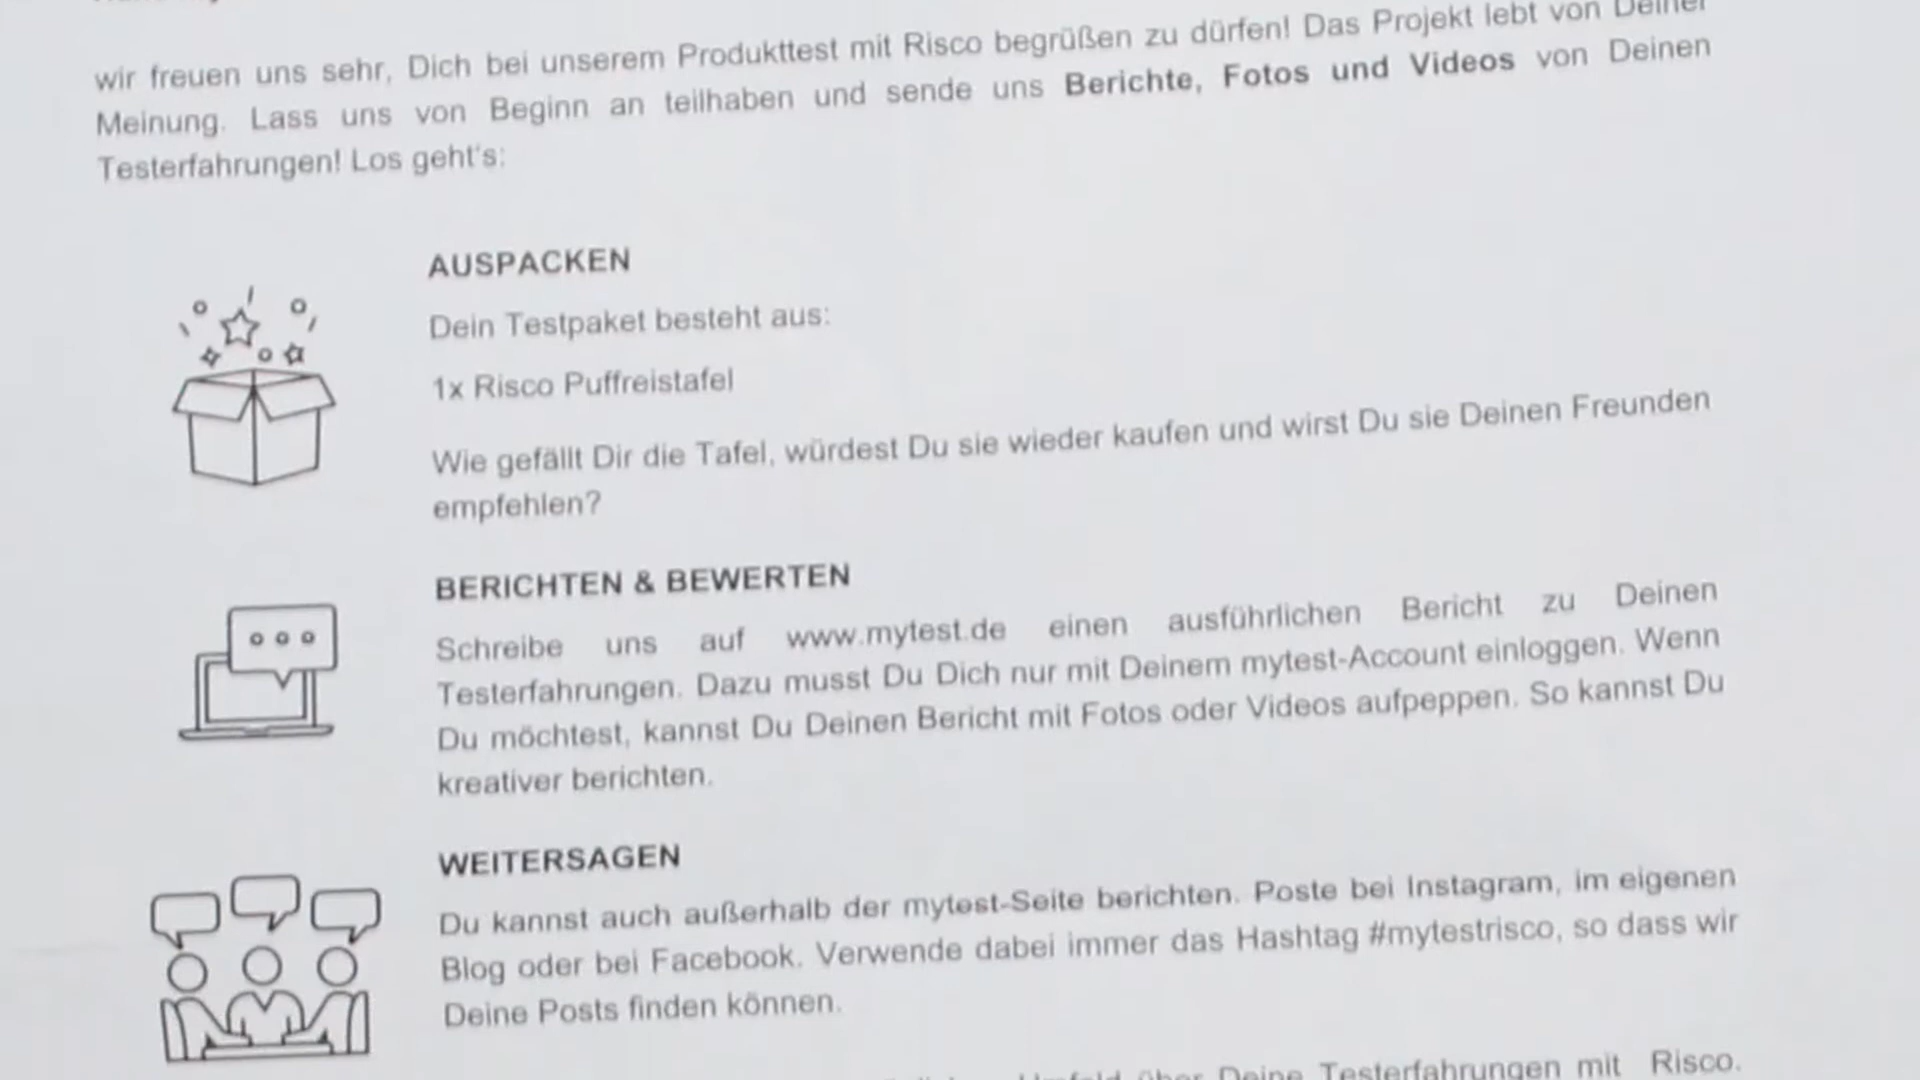 wir freuen uns sehr, Dich bei unserem Produkttest mit Risco begrüßen zu dürfen! Das Projekt lebt von Deiner
Meinung. Lass uns von Beginn an teilhaben und sende uns Berichte, Fotos und Videos von Deinen
Testerfahrungen! Los geht's:
AUSPACKEN
Dein Testpaket besteht aus:
1x Risco Puffreistafel
Wie gefällt Dir die Tafel, würdest Du sie wieder kaufen und wirst Du sie Deinen Freunden
empfehlen?
BERICHTEN & BEWERTEN
Schreibe uns auf www.mytest.de einen ausführlichen Bericht zu Deinen
Testerfahrungen. Dazu musst Du Dich nur mit Deinem mytest-Account einloggen. Wenn
Du möchtest, kannst Du Deinen Bericht mit Fotos oder Videos aufpeppen. So kannst Du
kreativer berichten.
WEITERSAGEN
Du kannst auch außerhalb der mytest-Seite berichten. Poste bei Instagram, im eigenen
Blog oder bei Facebook. Verwende dabei immer das Hashtag #mytestrisco, so dass wir
Deine Posts finden können.
Umfeld über Deine Testerfahrungen mit Risco.